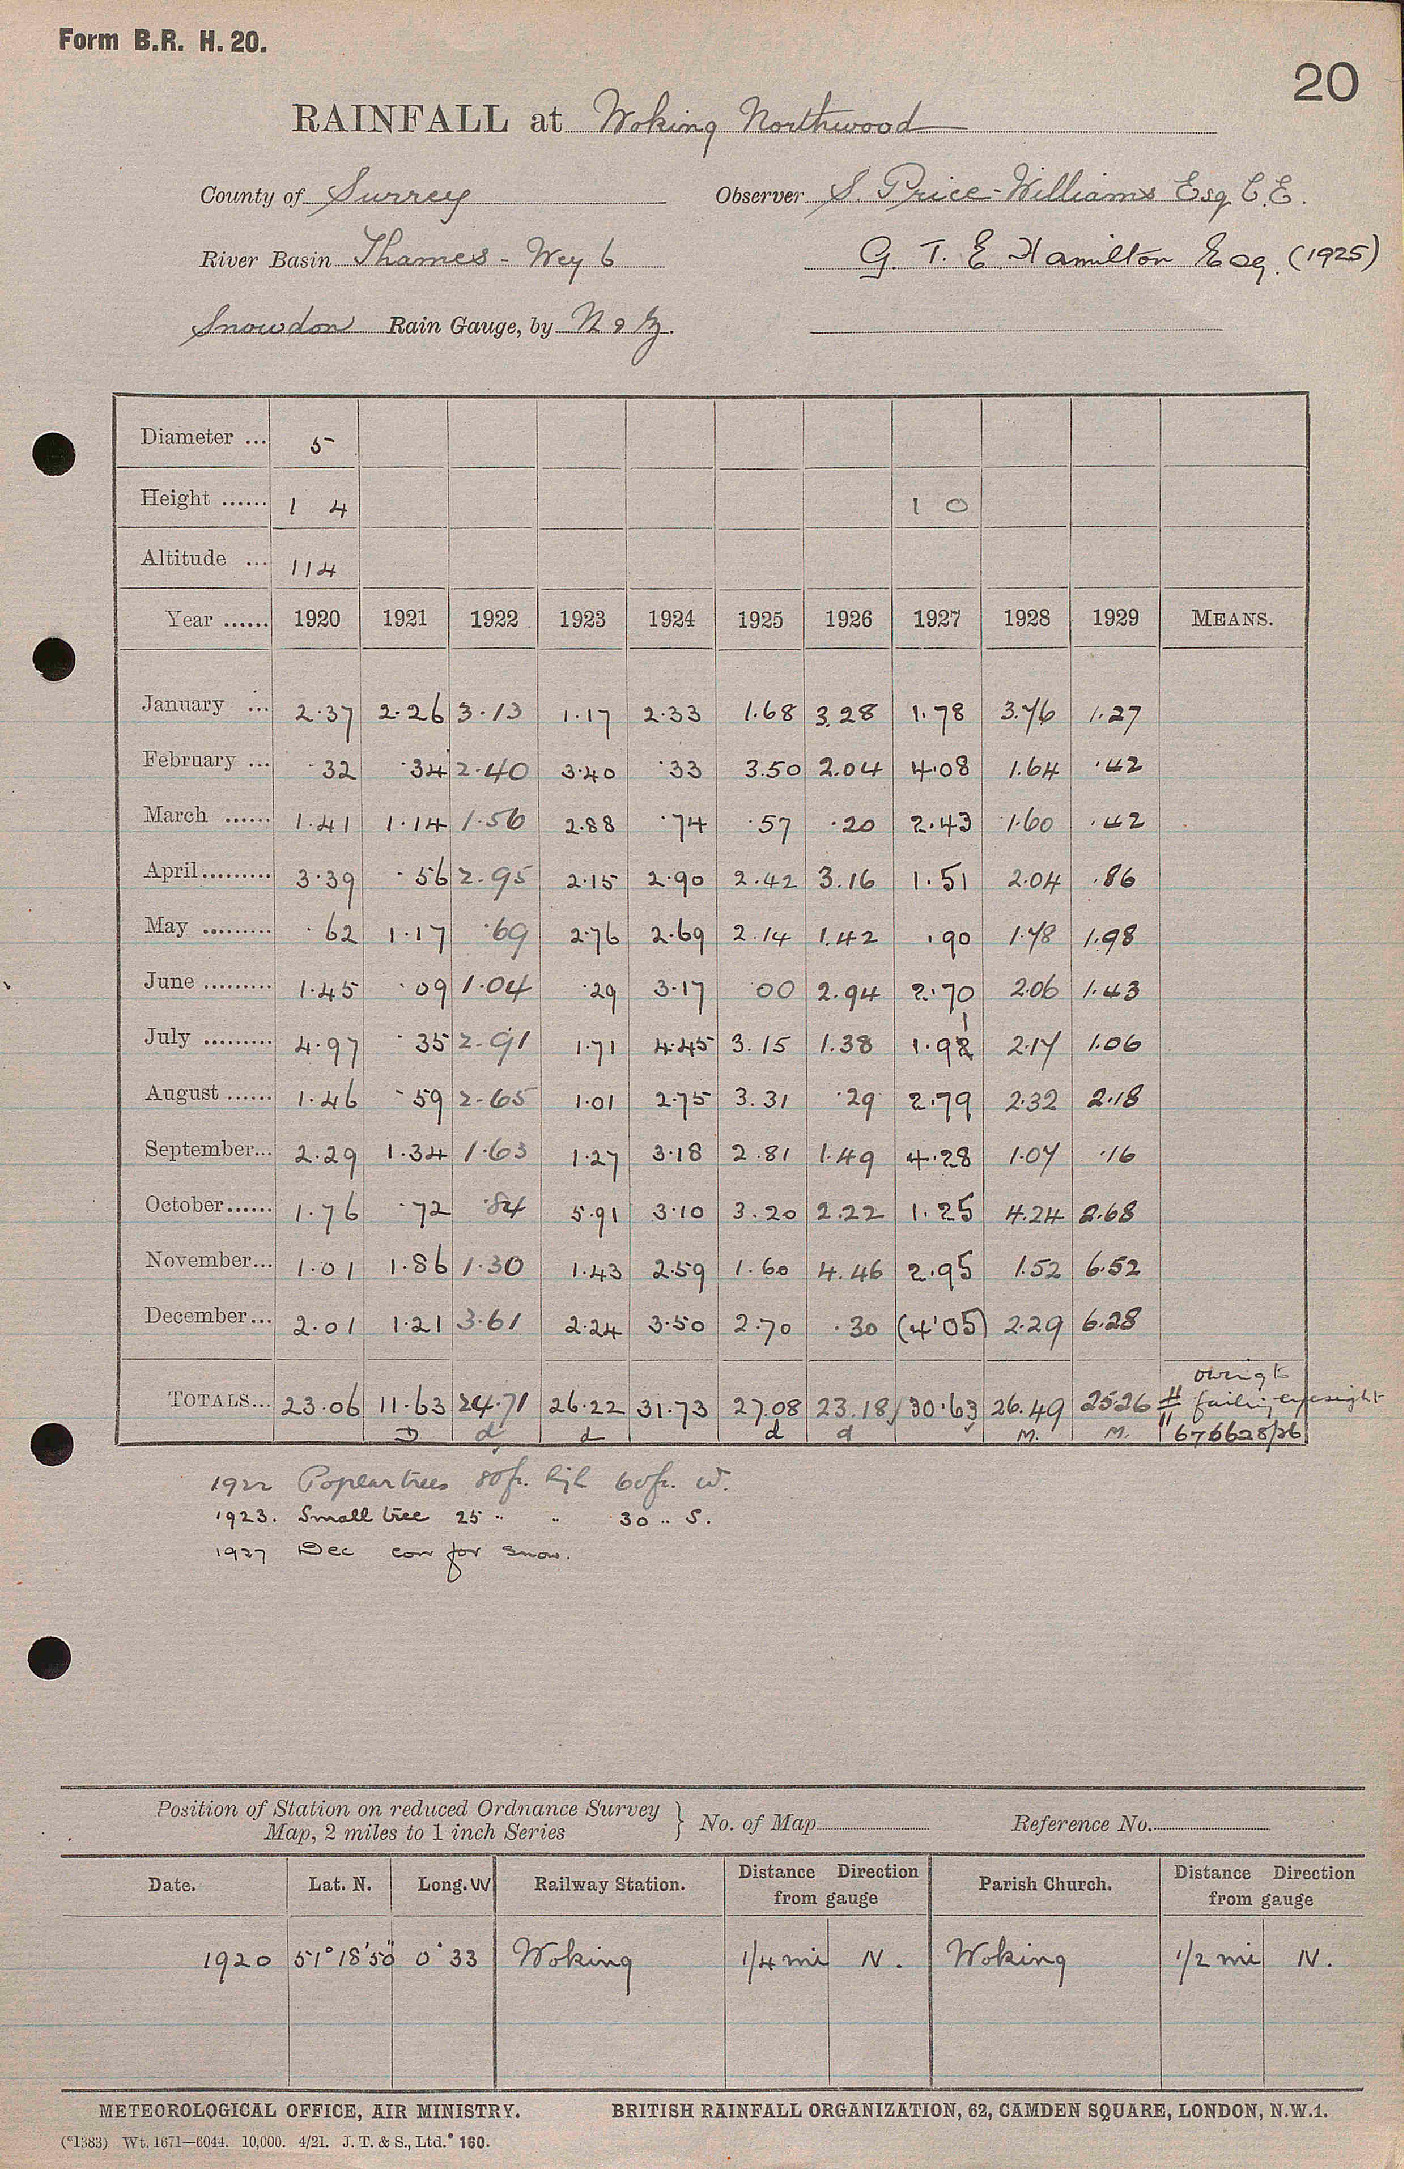 Form B.R. H. 20.
20
RAINFALL at Woking Northwood
County of Surrey Observer S. Price-Williams Esq C.E.
River Basin Thames - Wey 6 G. T. E Hamilton Esq. (1925)
Snowdon Rain Gauge, by N & Z.
Diameter ... 5
Height ...... 1 4 1 0
Altitude ... 114
Year ...... 1920 1921 1922 1923 1924 1925 1926 1927 1928 1929 MEANS.
January ... 2.37 2.26 3.13 1.17 2.33 1.68 3.28 1.78 3.76 1.27
February ... .32 .34 2.40 3.40 .33 3.50 2.04 4.08 1.64 .42
March ...... 1.41 1.14 1.56 2.88 .74 .57 .20 2.43 1.60 .42
April......... 3.39 .56 2.95 2.15 2.90 2.42 3.16 1.51 2.04 .86
May ......... .62 1.17 .69 2.76 2.69 2.14 1.42 .90 1.78 1.98
June ......... 1.45 .09 1.04 .29 3.17 .00 2.94 2.70 2.06 1.43
July ......... 4.97 .35 2.91 1.71 4.45 3.15 1.38 1.91 2.17 1.06
August ...... 1.46 .59 2.65 1.01 2.75 3.31 .29 2.79 2.32 2.18
September... 2.29 1.34 1.63 1.27 3.18 2.81 1.49 4.28 1.07 .16
October...... 1.76 .72 .84 5.91 3.10 3.20 2.22 1.25 4.24 2.68
November... 1.01 1.86 1.30 1.43 2.59 1.60 4.46 2.95 1.52 6.52
December... 2.01 1.21 3.61 2.24 3.50 2.70 .30 (4.05) 2.29 6.28
owing to
TOTALS... 23.06 11.63 24.71 26.22 31.73 27.08 23.18 30.63 26.49 25.26 # failing eyesight
D d d d d M. M. " 676628/26
1922 Poplar trees 80ft. high 60ft. W.
1923. Small tree 25 " " 30 " S.
1927 Dec corr for snow.
Position of Station on reduced Ordnance Survey
Map, 2 miles to 1 inch Series } No. of Map Reference No.
Date. Lat. N. Long. W Railway Station. Distance Direction from gauge Parish Church. Distance Direction from gauge
1920 51° 18' 50" 0° 33 Woking 1/4 mi N. Woking 1/2 mi N.
METEOROLOGICAL OFFICE, AIR MINISTRY. BRITISH RAINFALL ORGANIZATION, 62, CAMDEN SQUARE, LONDON, N.W.1.
(*1383) Wt. 1671—6044. 10,000. 4/21. J. T. & S., Ltd. 160.